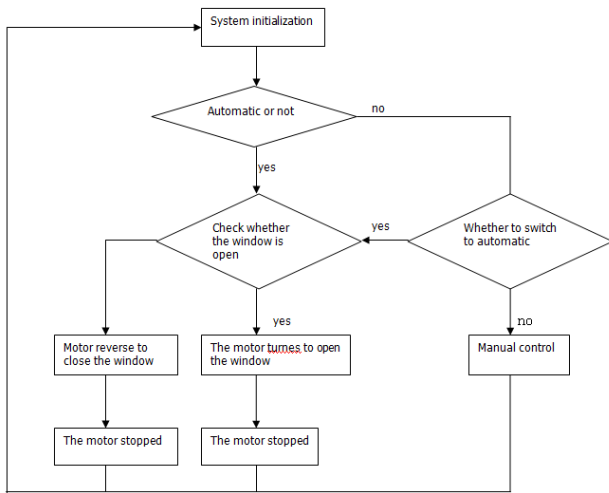 System initialization
Automatic or not
no
yes
Check whether
the window is
open
yes
Whether to switch
to automatic
yes
no
Motor reverse to
close the window
The motor turnes to open
the window
Manual control
The motor stopped
The motor stopped